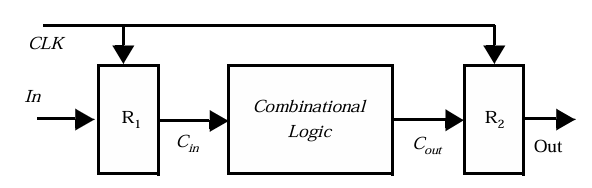 CLK
In
R1
Cin
Combinational
Logic
Cout
R2
Out